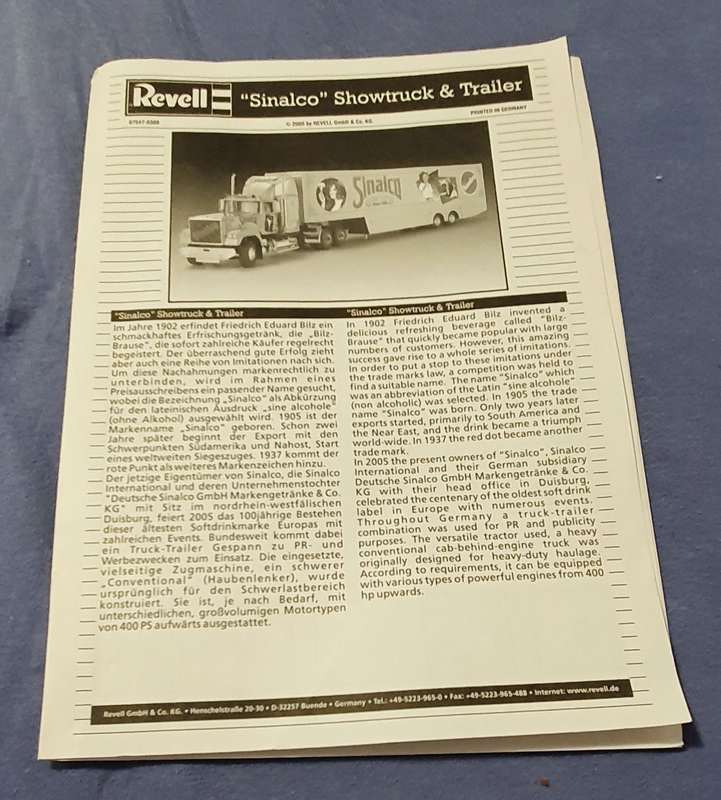 Revell "Sinalco" Showtruck & Trailer
07547-0389 © 2005 by REVELL GmbH & Co. KG. PRINTED IN GERMANY
Sinalco
"Sinalco" Showtruck & Trailer
Im Jahre 1902 erfindet Friedrich Eduard Bilz ein
schmackhaftes Erfrischungsgetränk, die „Bilz-
Brause", die sofort zahlreiche Käufer regelrecht
begeistert. Der überraschend gute Erfolg zieht
aber auch eine Reihe von Imitationen nach sich.
Um diese Nachahmungen markenrechtlich zu
unterbinden, wird im Rahmen eines
Preisausschreibens ein passender Name gesucht,
wobei die Bezeichnung „Sinalco" als Abkürzung
für den lateinischen Ausdruck „sine alcohole"
(ohne Alkohol) ausgewählt wird. 1905 ist der
Markenname „Sinalco" geboren. Schon zwei
Jahre später beginnt der Export mit den
Schwerpunkten Südamerika und Nahost, Start
eines weltweiten Siegeszuges. 1937 kommt der
rote Punkt als weiteres Markenzeichen hinzu.
Der jetzige Eigentümer von Sinalco, die Sinalco
International und deren Unternehmenstochter
"Deutsche Sinalco GmbH Markengetränke & Co.
KG" mit Sitz im nordrhein-westfälischen
Duisburg, feiert 2005 das 100jährige Bestehen
dieser ältesten Softdrinkmarke Europas mit
zahlreichen Events. Bundesweit kommt dabei
ein Truck-Trailer Gespann zu PR- und
Werbezwecken zum Einsatz. Die eingesetzte,
vielseitige Zugmaschine, ein schwerer
„Conventional" (Haubenlenker), wurde
ursprünglich für den Schwerlastbereich
konstruiert. Sie ist, je nach Bedarf, mit
unterschiedlichen, großvolumigen Motortypen
von 400 PS aufwärts ausgestattet.
"Sinalco" Showtruck & Trailer
In 1902 Friedrich Eduard Bilz invented a
delicious refreshing beverage called "Bilz-
Brause" that quickly became popular with large
numbers of customers. However, this amazing
success gave rise to a whole series of imitations.
In order to put a stop to these imitations under
the trade marks law, a competition was held to
find a suitable name. The name "Sinalco" which
was an abbreviation of the Latin "sine alcohole"
(non alcoholic) was selected. In 1905 the trade
name "Sinalco" was born. Only two years later
exports started, primarily to South America and
the Near East, and the drink became a triumph
world-wide. In 1937 the red dot became another
trade mark.
In 2005 the present owners of "Sinalco", Sinalco
International and their German subsidiary
Deutsche Sinalco GmbH Markengetränke & Co.
KG with their head office in Duisburg,
celebrated the centenary of the oldest soft drink
label in Europe with numerous events.
Throughout Germany a truck-trailer
combination was used for PR and publicity
purposes. The versatile tractor used, a heavy
conventional cab-behind-engine truck was
originally designed for heavy-duty haulage.
According to requirements, it can be equipped
with various types of powerful engines from 400
hp upwards.
Revell GmbH & Co. KG. • Henschelstraße 20-30 • D-32257 Buende • Germany • Tel.: +49-5223-965-0 • Fax: +49-5223-965-488 • Internet: www.revell.de